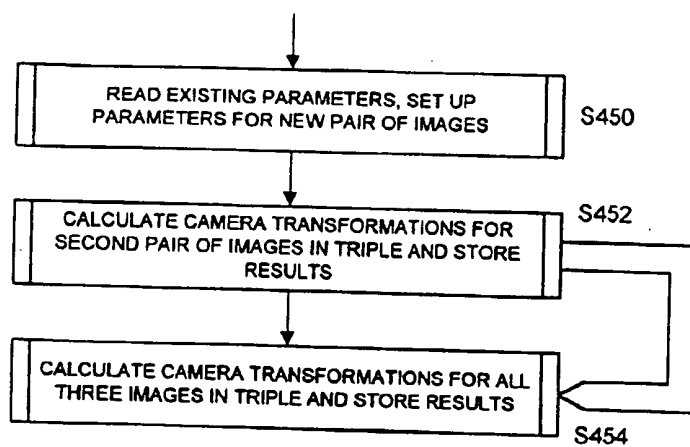 READ EXISTING PARAMETERS, SET UP
PARAMETERS FOR NEW PAIR OF IMAGES
S450
S452
CALCULATE CAMERA TRANSFORMATIONS FOR
SECOND PAIR OF IMAGES IN TRIPLE AND STORE
RESULTS
CALCULATE CAMERA TRANSFORMATIONS FOR ALL
THREE IMAGES IN TRIPLE AND STORE RESULTS
S454